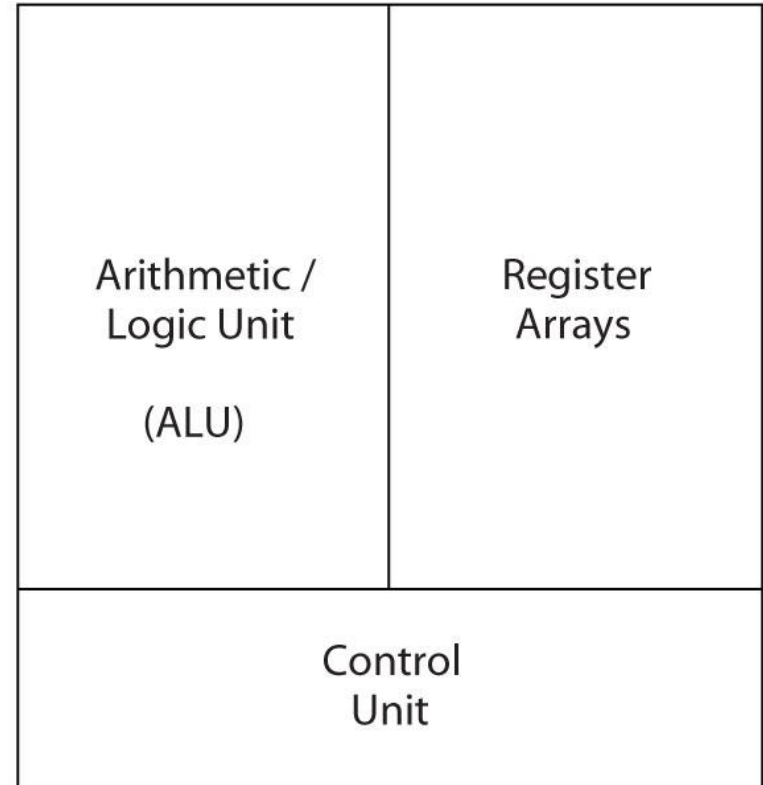 Arithmetic /
Logic Unit
(ALU)
Register
Arrays
Control
Unit